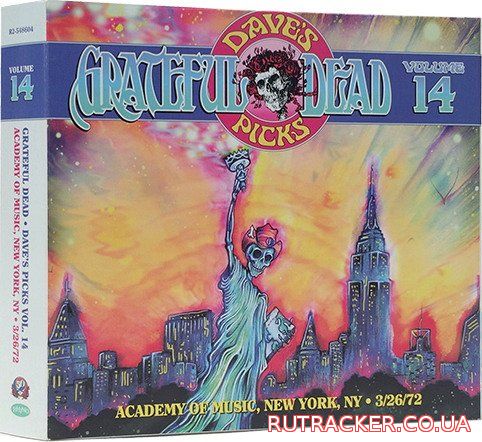 R2-548604
VOLUME
14
GRATEFUL DEAD • DAVE'S PICKS VOL. 14
ACADEMY OF MUSIC, NEW YORK, NY • 3/26/72
DAVE'S
GRATEFUL DEAD
PICKS
VOLUME
14
ACADEMY OF MUSIC, NEW YORK, NY • 3/26/72
RUTRACKER.CO.UA